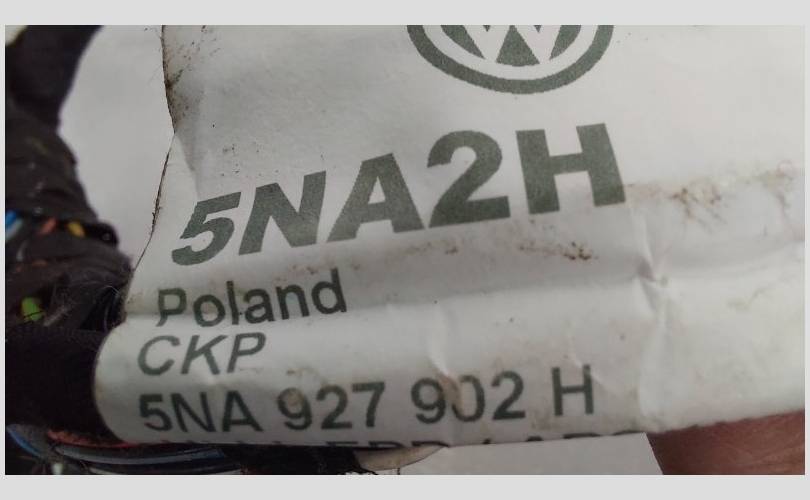 5NA2H
Poland
CKP
5NA 927 902 H